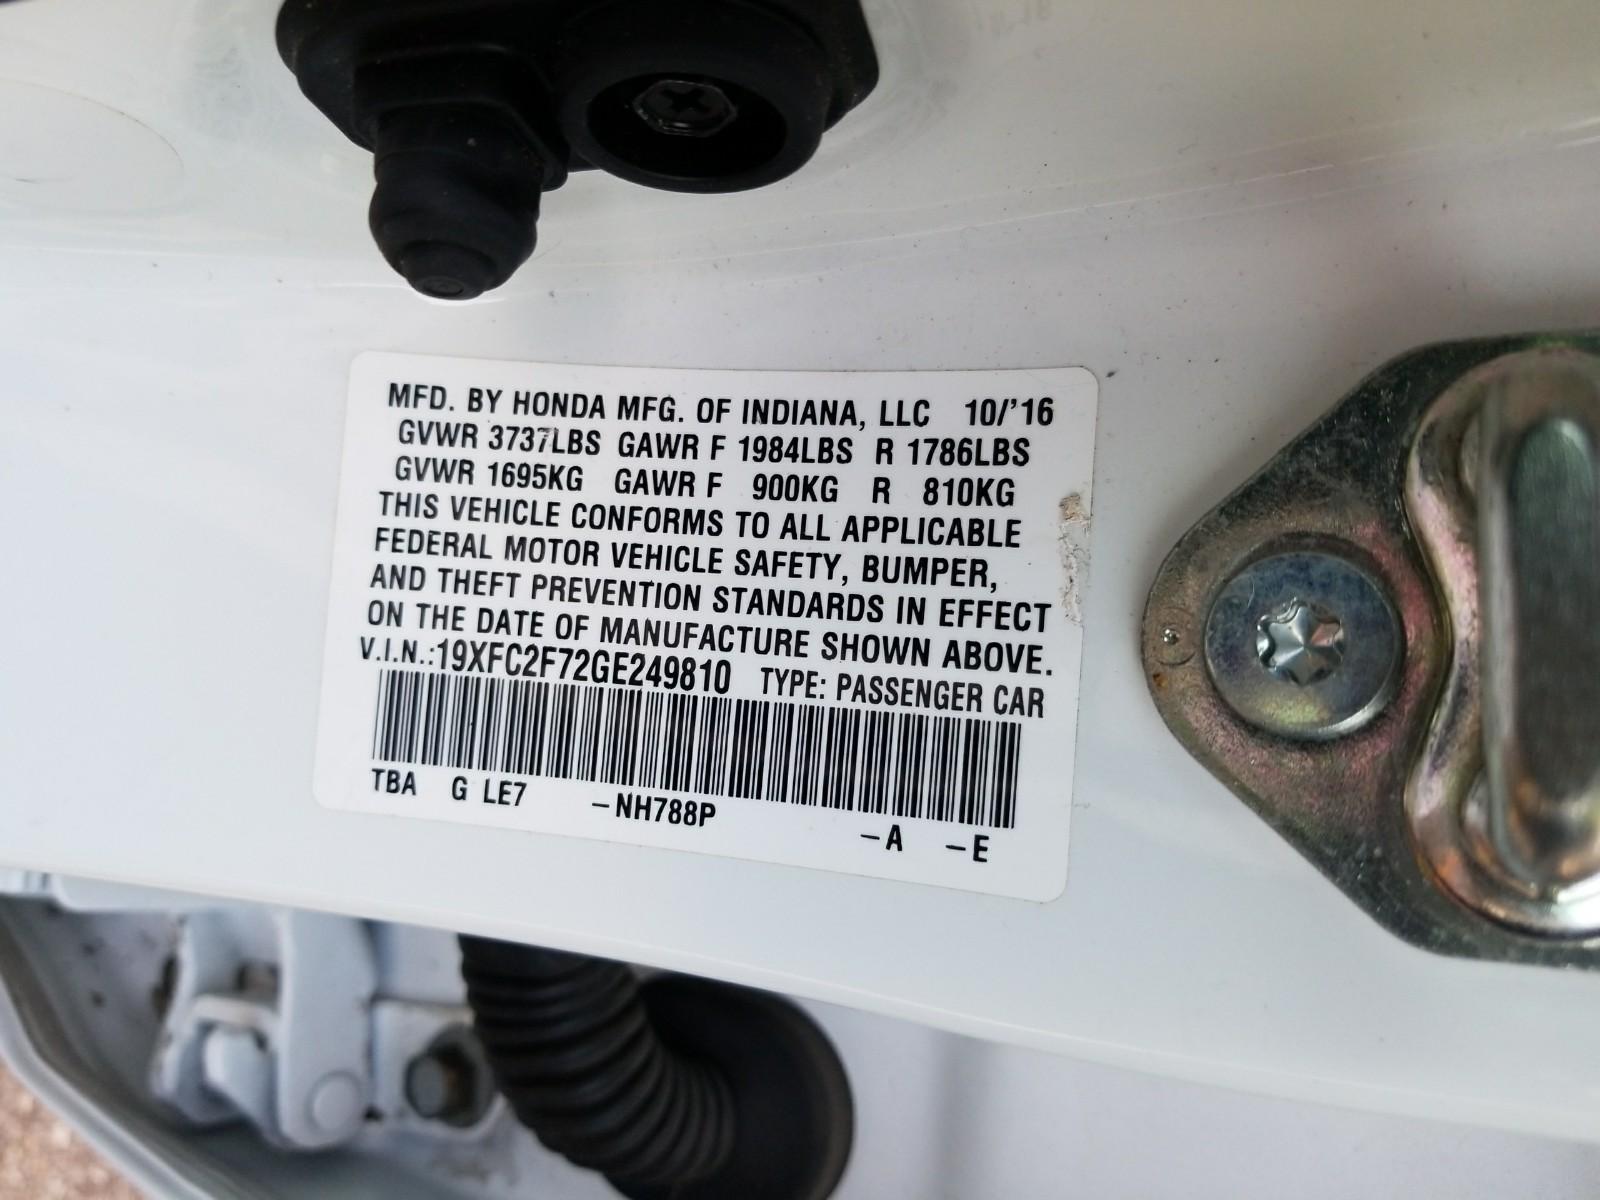 MFD. BY HONDA MFG. OF INDIANA, LLC 10/'16
GVWR 3737LBS GAWR F 1984LBS R 1786LBS
GVWR 1695KG GAWR F 900KG R 810KG
THIS VEHICLE CONFORMS TO ALL APPLICABLE
FEDERAL MOTOR VEHICLE SAFETY, BUMPER,
AND THEFT PREVENTION STANDARDS IN EFFECT
ON THE DATE OF MANUFACTURE SHOWN ABOVE.
V.I.N.:19XFC2F72GE249810 TYPE: PASSENGER CAR
TBA G LE7 –NH788P –A –E